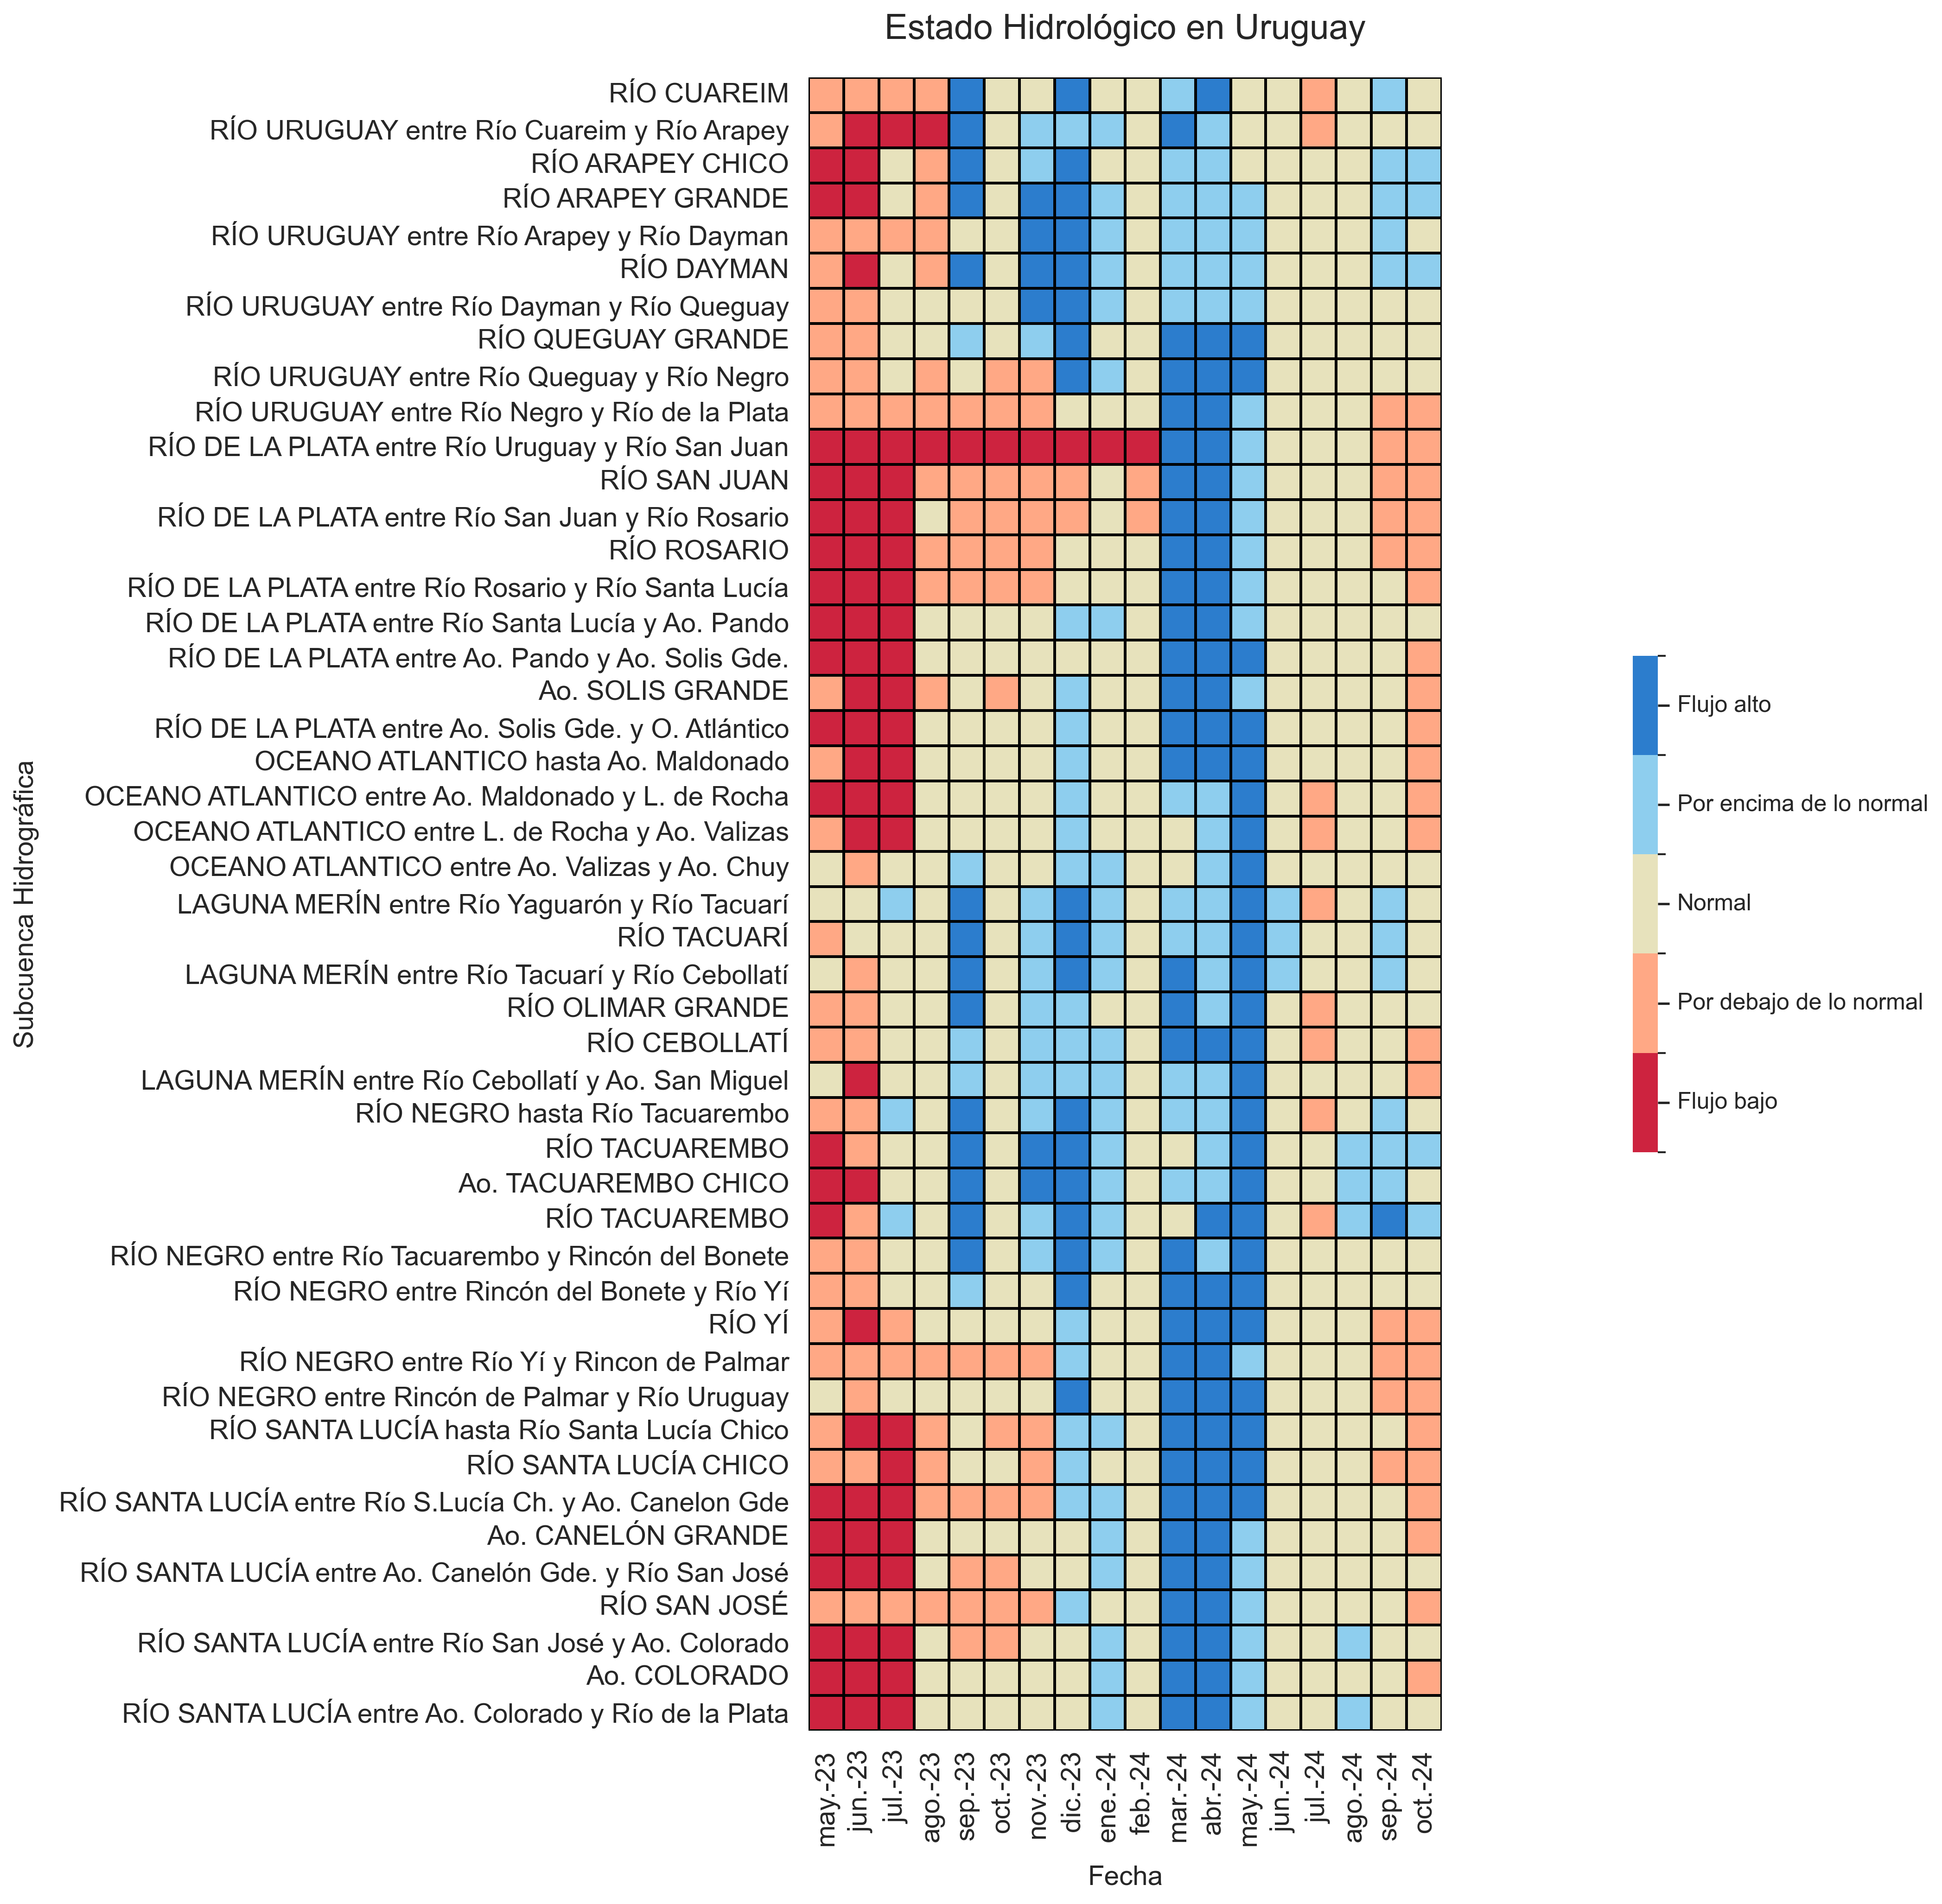 Estado Hidrológico en Uruguay
Subcuenca Hidrográfica
RÍO CUAREIM
RÍO URUGUAY entre Río Cuareim y Río Arapey
RÍO ARAPEY CHICO
RÍO ARAPEY GRANDE
RÍO URUGUAY entre Río Arapey y Río Dayman
RÍO DAYMAN
RÍO URUGUAY entre Río Dayman y Río Queguay
RÍO QUEGUAY GRANDE
RÍO URUGUAY entre Río Queguay y Río Negro
RÍO URUGUAY entre Río Negro y Río de la Plata
RÍO DE LA PLATA entre Río Uruguay y Río San Juan
RÍO SAN JUAN
RÍO DE LA PLATA entre Río San Juan y Río Rosario
RÍO ROSARIO
RÍO DE LA PLATA entre Río Rosario y Río Santa Lucía
RÍO DE LA PLATA entre Río Santa Lucía y Ao. Pando
RÍO DE LA PLATA entre Ao. Pando y Ao. Solis Gde.
Ao. SOLIS GRANDE
RÍO DE LA PLATA entre Ao. Solis Gde. y O. Atlántico
OCEANO ATLANTICO hasta Ao. Maldonado
OCEANO ATLANTICO entre Ao. Maldonado y L. de Rocha
OCEANO ATLANTICO entre L. de Rocha y Ao. Valizas
OCEANO ATLANTICO entre Ao. Valizas y Ao. Chuy
LAGUNA MERÍN entre Río Yaguarón y Río Tacuarí
RÍO TACUARÍ
LAGUNA MERÍN entre Río Tacuarí y Río Cebollatí
RÍO OLIMAR GRANDE
RÍO CEBOLLATÍ
LAGUNA MERÍN entre Río Cebollatí y Ao. San Miguel
RÍO NEGRO hasta Río Tacuarembo
RÍO TACUAREMBO
Ao. TACUAREMBO CHICO
RÍO TACUAREMBO
RÍO NEGRO entre Río Tacuarembo y Rincón del Bonete
RÍO NEGRO entre Rincón del Bonete y Río Yí
RÍO YÍ
RÍO NEGRO entre Río Yí y Rincon de Palmar
RÍO NEGRO entre Rincón de Palmar y Río Uruguay
RÍO SANTA LUCÍA hasta Río Santa Lucía Chico
RÍO SANTA LUCÍA CHICO
RÍO SANTA LUCÍA entre Río S.Lucía Ch. y Ao. Canelon Gde
Ao. CANELÓN GRANDE
RÍO SANTA LUCÍA entre Ao. Canelón Gde. y Río San José
RÍO SAN JOSÉ
RÍO SANTA LUCÍA entre Río San José y Ao. Colorado
Ao. COLORADO
RÍO SANTA LUCÍA entre Ao. Colorado y Río de la Plata
may.-23
jun.-23
jul.-23
ago.-23
sep.-23
oct.-23
nov.-23
dic.-23
ene.-24
feb.-24
mar.-24
abr.-24
may.-24
jun.-24
jul.-24
ago.-24
sep.-24
oct.-24
Fecha
Flujo alto
Por encima de lo normal
Normal
Por debajo de lo normal
Flujo bajo